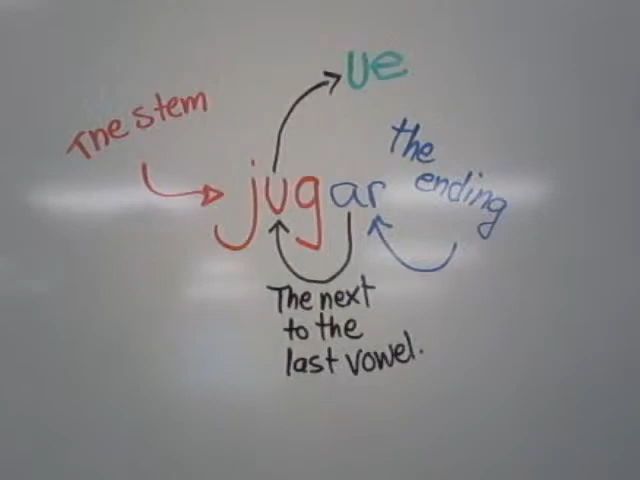 ue
The stem
the
ending
jugar
The next
to the
last vowel.